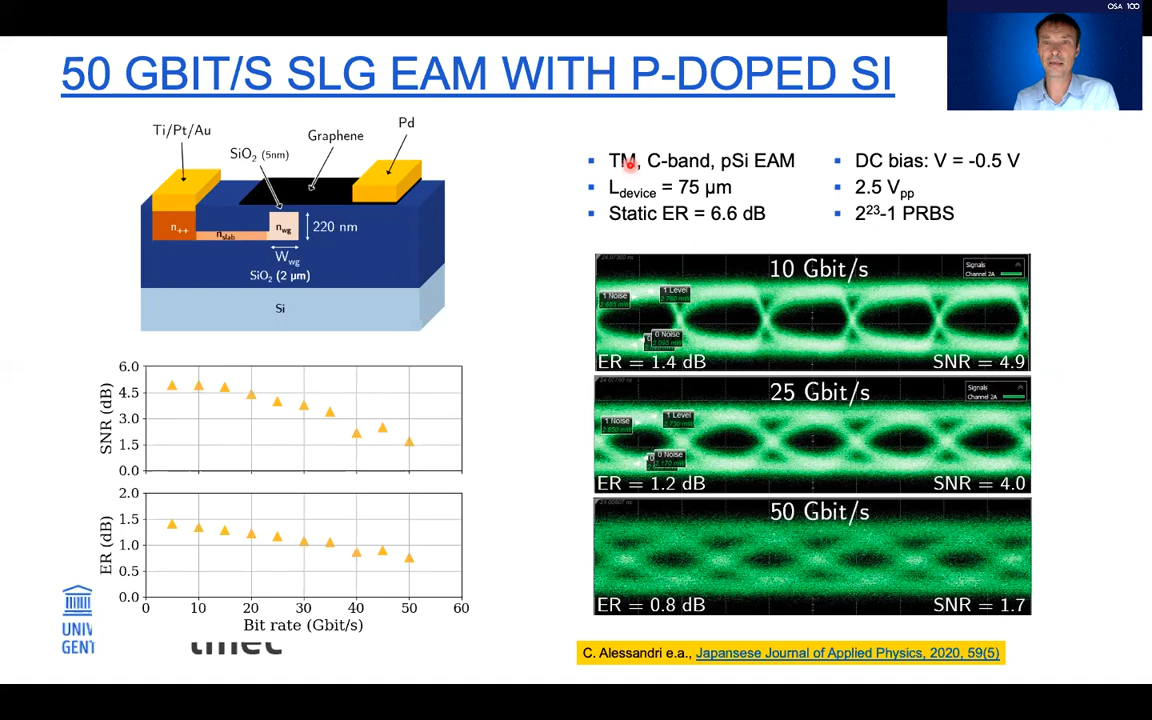 OSA 100
50 GBIT/S SLG EAM WITH P-DOPED SI
Ti/Pt/Au
SiO2 (5nm)
Graphene
Pd
n++
nslab
nwg
220 nm
Wwg
SiO2 (2 μm)
Si
▪ TM, C-band, pSi EAM
▪ Ldevice = 75 μm
▪ Static ER = 6.6 dB
▪ DC bias: V = -0.5 V
▪ 2.5 Vpp
▪ 2²³-1 PRBS
10 Gbit/s
Signals
Channel 2A
1 Noise
1 Level
0 Noise
ER = 1.4 dB
SNR = 4.9
25 Gbit/s
Signals
Channel 2A
1 Noise
1 Level
0 Noise
ER = 1.2 dB
SNR = 4.0
50 Gbit/s
ER = 0.8 dB
SNR = 1.7
SNR (dB)
6.0
4.5
3.0
1.5
0.0
ER (dB)
2.0
1.5
1.0
0.5
0.0
0 10 20 30 40 50 60
Bit rate (Gbit/s)
UNIV
GENT
C. Alessandri e.a., Japansese Journal of Applied Physics, 2020, 59(5)